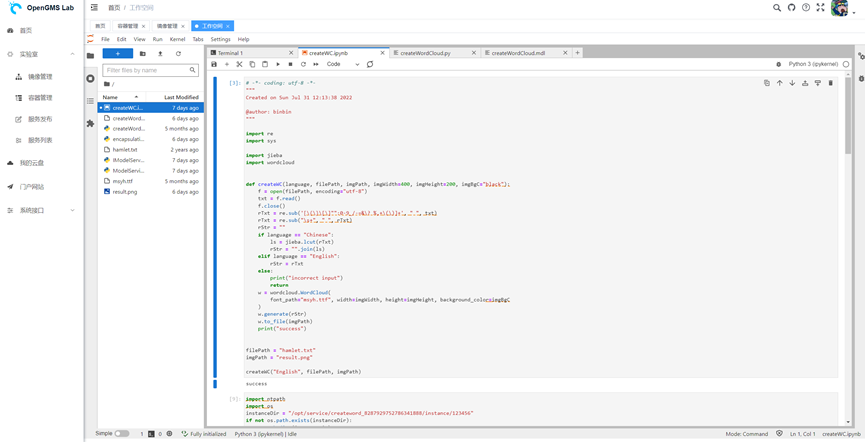 OpenGMS Lab
首页
实验室
镜像管理
容器管理
服务发布
服务列表
我的云盘
门户网站
系统接口
首页 / 工作空间
首页
容器管理 ×
镜像管理 ×
工作空间 ×
File Edit View Run Kernel Tabs Settings Help
+
Filter files by name
/
Name Last Modified
createWC.i... 7 days ago
createWord... 6 days ago
createWord... 5 months ago
encapsulati... 6 days ago
hamlet.txt 2 years ago
IModelServ... 7 days ago
ModelServi... 7 days ago
msyh.ttf 5 months ago
result.png 6 days ago
Terminal 1 ×
createWC.ipynb ×
createWordCloud.py ×
createWordCloud.mdl ×
+
Code
Python 3 (ipykernel)
[3]:
# -*- coding: utf-8 -*-
"""
Created on Sun Jul 31 12:13:38 2022
@author: binbin
"""
import re
import sys
import jieba
import wordcloud
def createWC(language, filePath, imgPath, imgWidth=400, imgHeight=200, imgBgC="black"):
f = open(filePath, encoding="utf-8")
txt = f.read()
f.close()
rTxt = re.sub(
rTxt = re.sub("\s+", " ", rTxt)
rStr = ""
if language == "Chinese":
ls = jieba.lcut(rTxt)
rStr = "".join(ls)
elif language == "English":
rStr = rTxt
else:
print("incorrect input")
return
w = wordcloud.WordCloud(
font_path="msyh.ttf", width=imgWidth, height=imgHeight, background_color=imgBgC
)
w.generate(rStr)
w.to_file(imgPath)
print("success")
filePath = "hamlet.txt"
imgPath = "result.png"
createWC("English", filePath, imgPath)
success
[9]:
import
import os
instanceDir = "/opt/service/createword_8287929752786341888/instance/123456"
if not os.path.exists(instanceDir):
Simple
1
0
Fully initialized
Python 3 (ipykernel) | Idle
Mode: Command
Ln 1, Col 1
createWC.ipynb